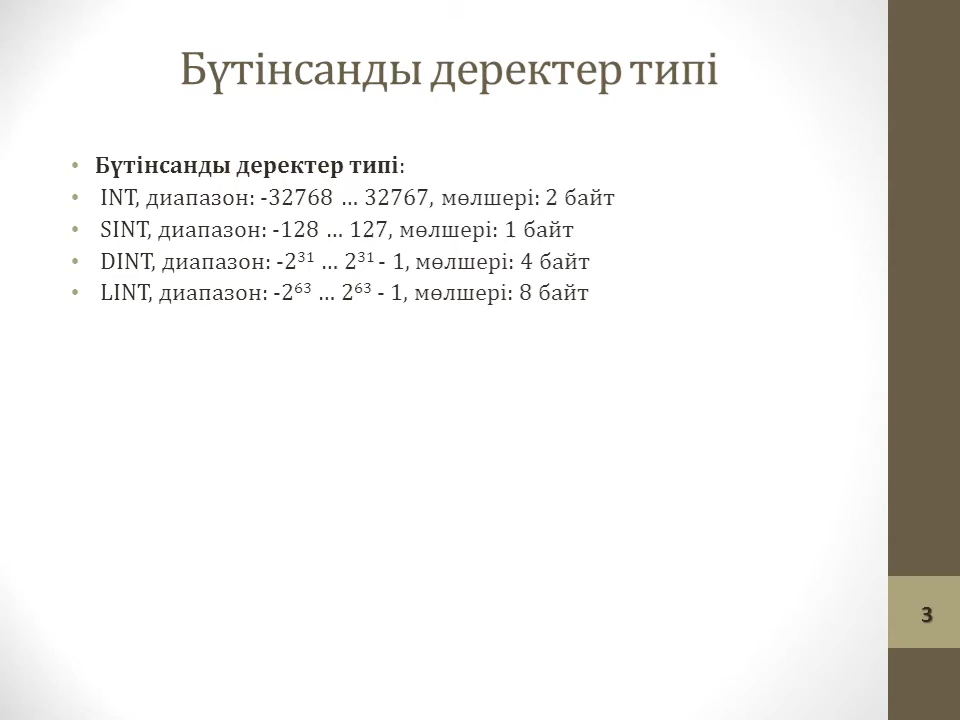 Бүтінсанды деректер типі
• Бүтінсанды деректер типі:
• INT, диапазон: -32768 … 32767, мөлшері: 2 байт
• SINT, диапазон: -128 … 127, мөлшері: 1 байт
• DINT, диапазон: -2³¹ … 2³¹ - 1, мөлшері: 4 байт
• LINT, диапазон: -2⁶³ … 2⁶³ - 1, мөлшері: 8 байт
3